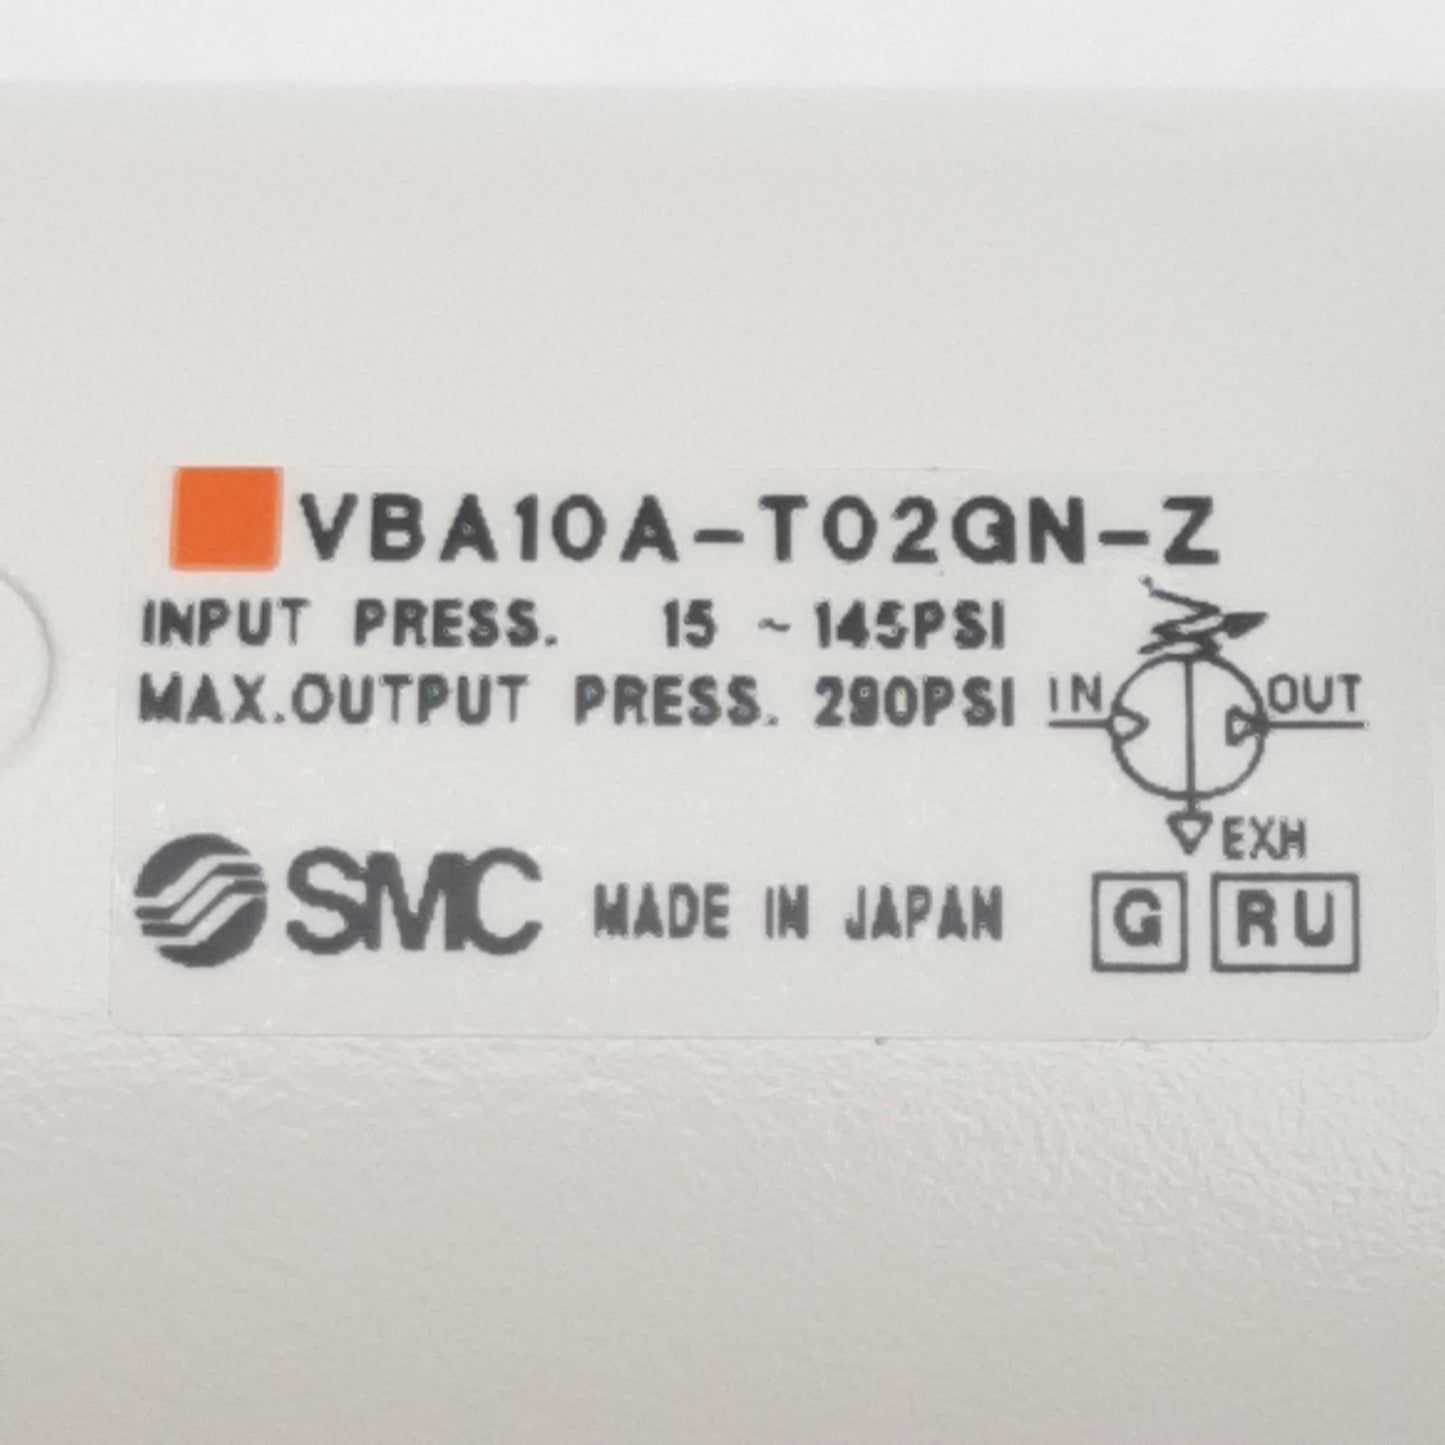 VBA10A-T02GN-Z
INPUT PRESS. 15 ~ 145PSI
MAX.OUTPUT PRESS. 290PSI
IN OUT
EXH
SMC MADE IN JAPAN G RU